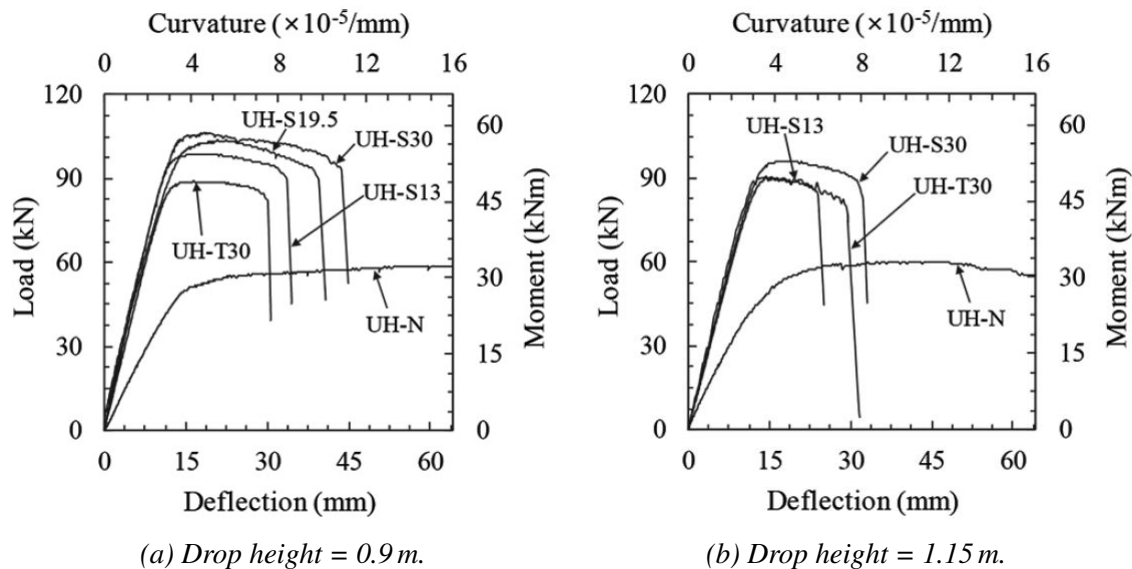 Curvature (×10-5/mm)
0 4 8 12 16
120
90
60
30
0
Load (kN)
60
45
30
15
0
Moment (kNm)
UH-S19.5
UH-S30
UH-S13
UH-T30
UH-N
0 15 30 45 60
Deflection (mm)
(a) Drop height = 0.9 m.
Curvature (×10-5/mm)
0 4 8 12 16
120
90
60
30
0
Load (kN)
60
45
30
15
0
Moment (kNm)
UH-S13
UH-S30
UH-T30
UH-N
0 15 30 45 60
Deflection (mm)
(b) Drop height = 1.15 m.